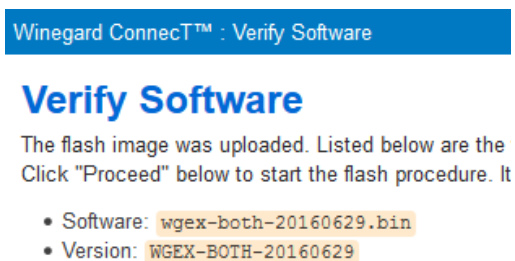 Winegard ConnecT™ : Verify Software
Verify Software
The flash image was uploaded. Listed below are the
Click "Proceed" below to start the flash procedure. It
• Software: wgex-both-20160629.bin
• Version: WGEX-BOTH-20160629